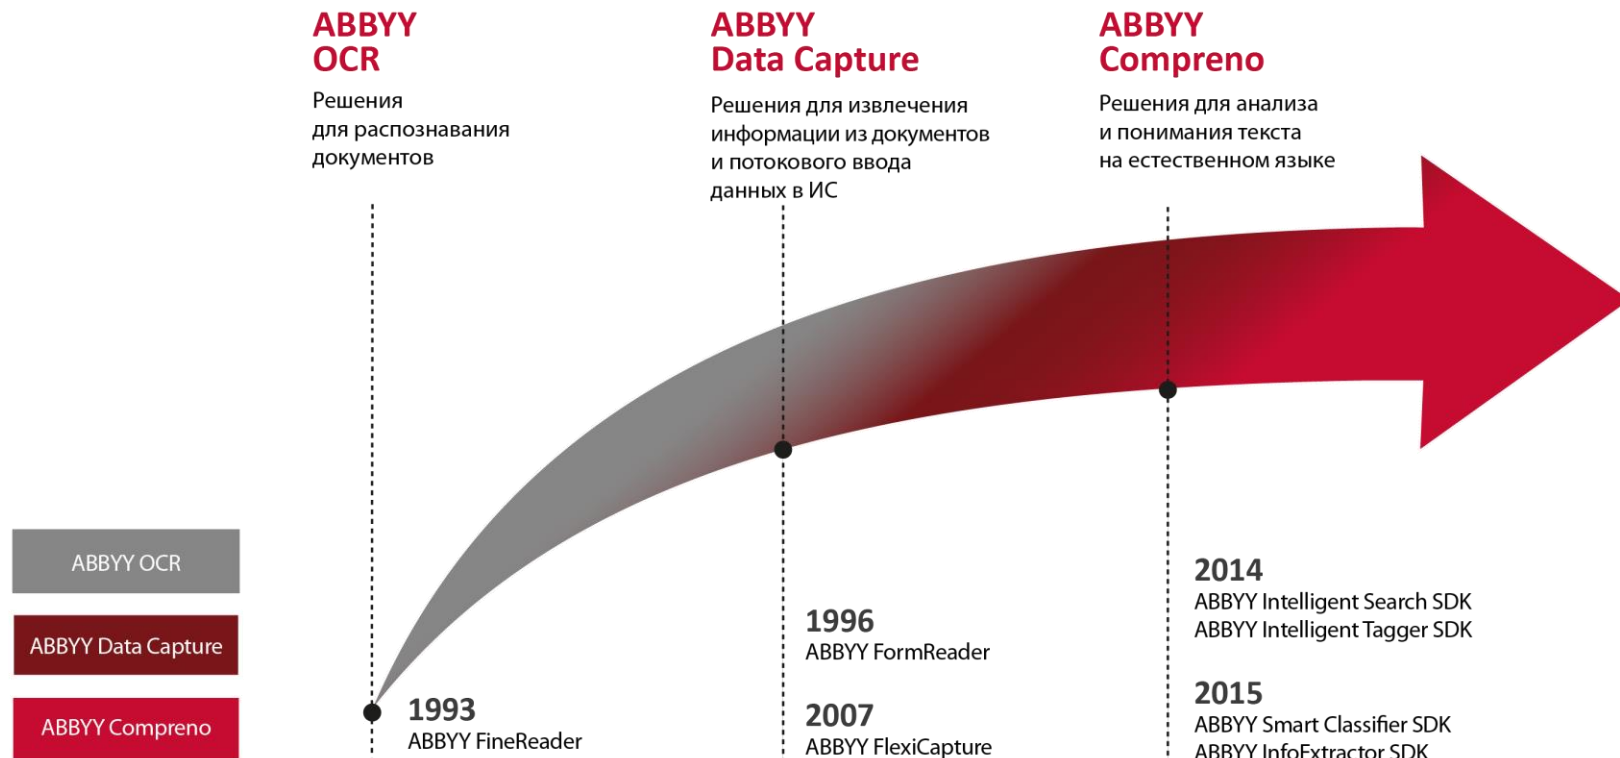 ABBYY
OCR
Решения
для распознавания
документов
ABBYY
Data Capture
Решения для извлечения
информации из документов
и потокового ввода
данных в ИС
ABBYY
Compreno
Решения для анализа
и понимания текста
на естественном языке
ABBYY OCR
ABBYY Data Capture
ABBYY Compreno
1993
ABBYY FineReader
1996
ABBYY FormReader
2007
ABBYY FlexiCapture
2014
ABBYY Intelligent Search SDK
ABBYY Intelligent Tagger SDK
2015
ABBYY Smart Classifier SDK
ABBYY InfoExtractor SDK